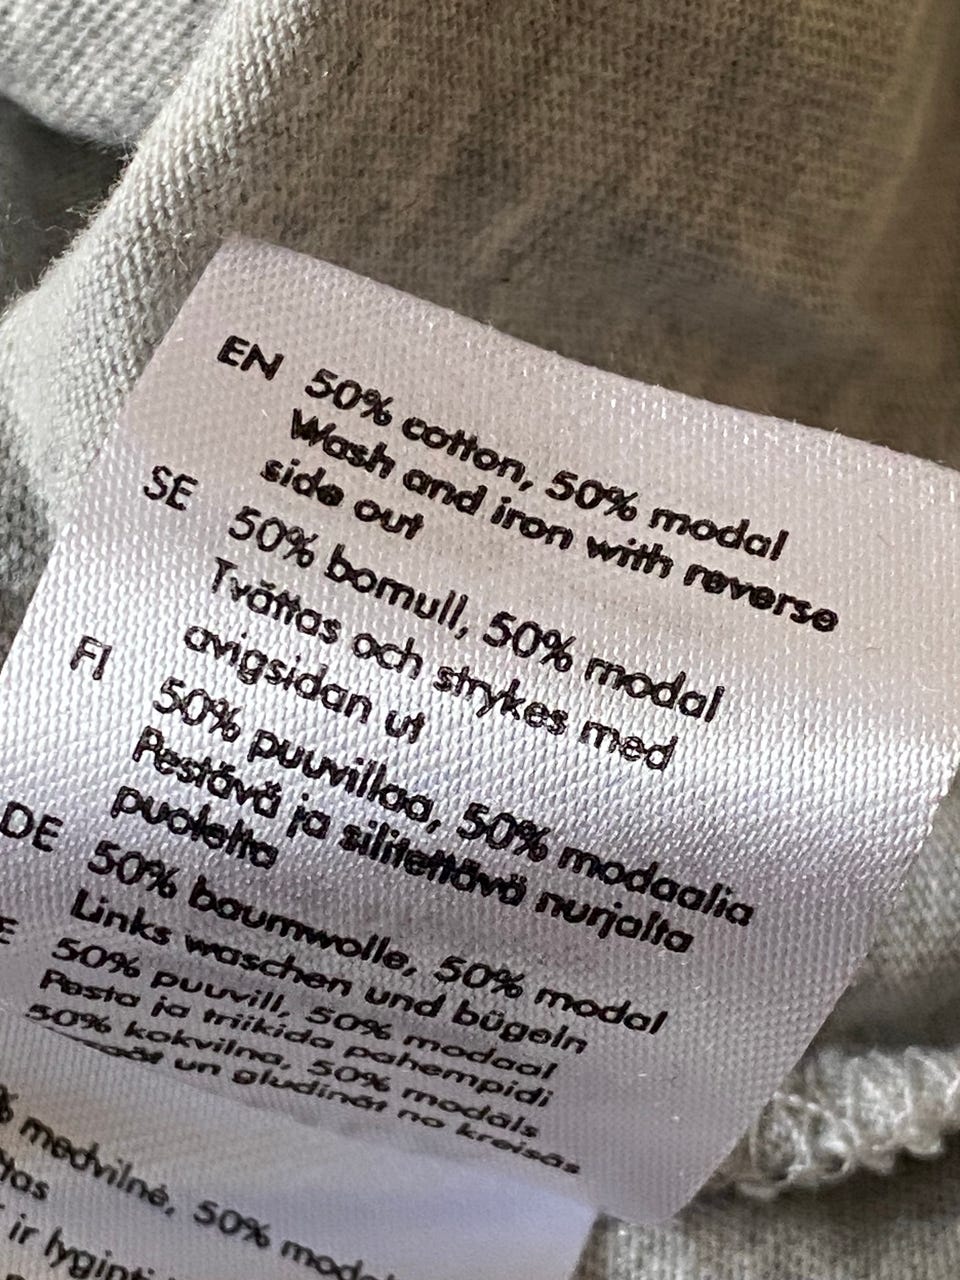 EN 50% cotton, 50% modal
Wash and iron with reverse
side out
SE 50% bomull, 50% modal
Tvättas och strykes med
avigsidan ut
FI 50% puuvillaa, 50% modaalia
Pestävä ja silitettävä nurjalta
puolelta
DE 50% baumwolle, 50% modal
Links waschen und bügeln
E 50% puuvill, 50% modaal
Pesta ja triikida pahempidi
50% kokvilna, 50% modāls
un gludināt no kreisās
% medvilnė, 50%
ir